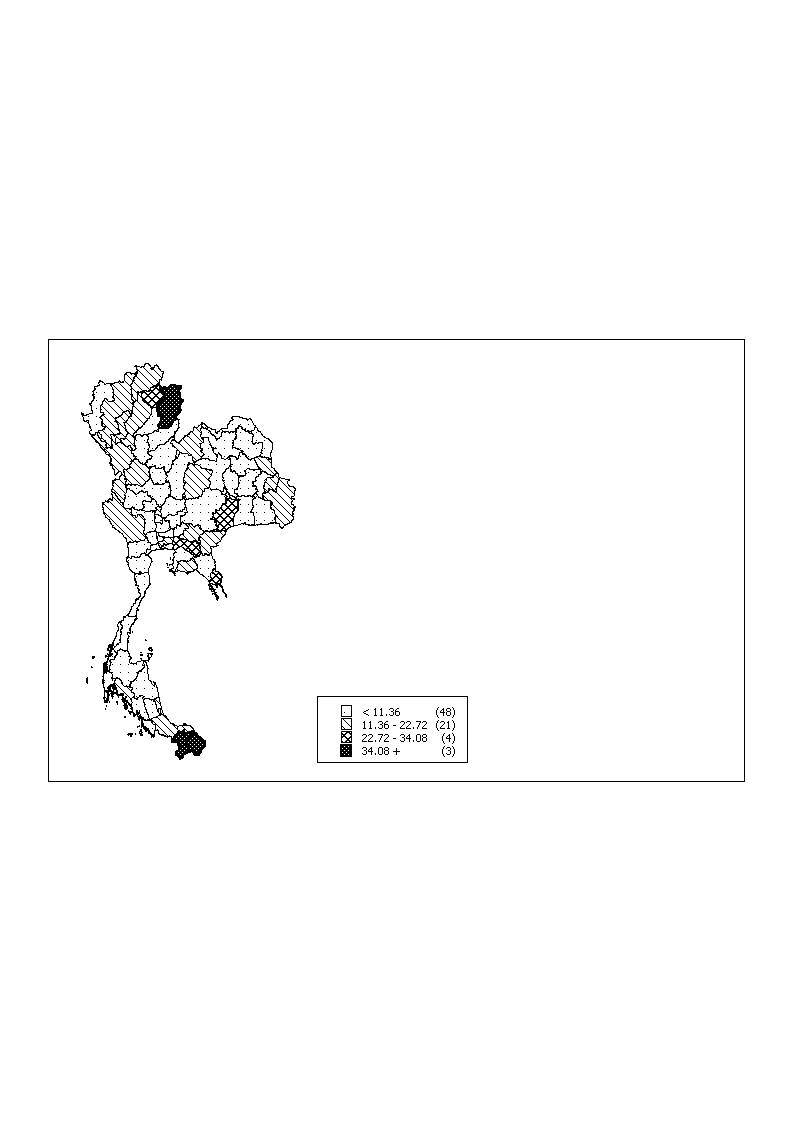 < 11.36 (48)
11.36 - 22.72 (21)
22.72 - 34.08 (4)
34.08 + (3)